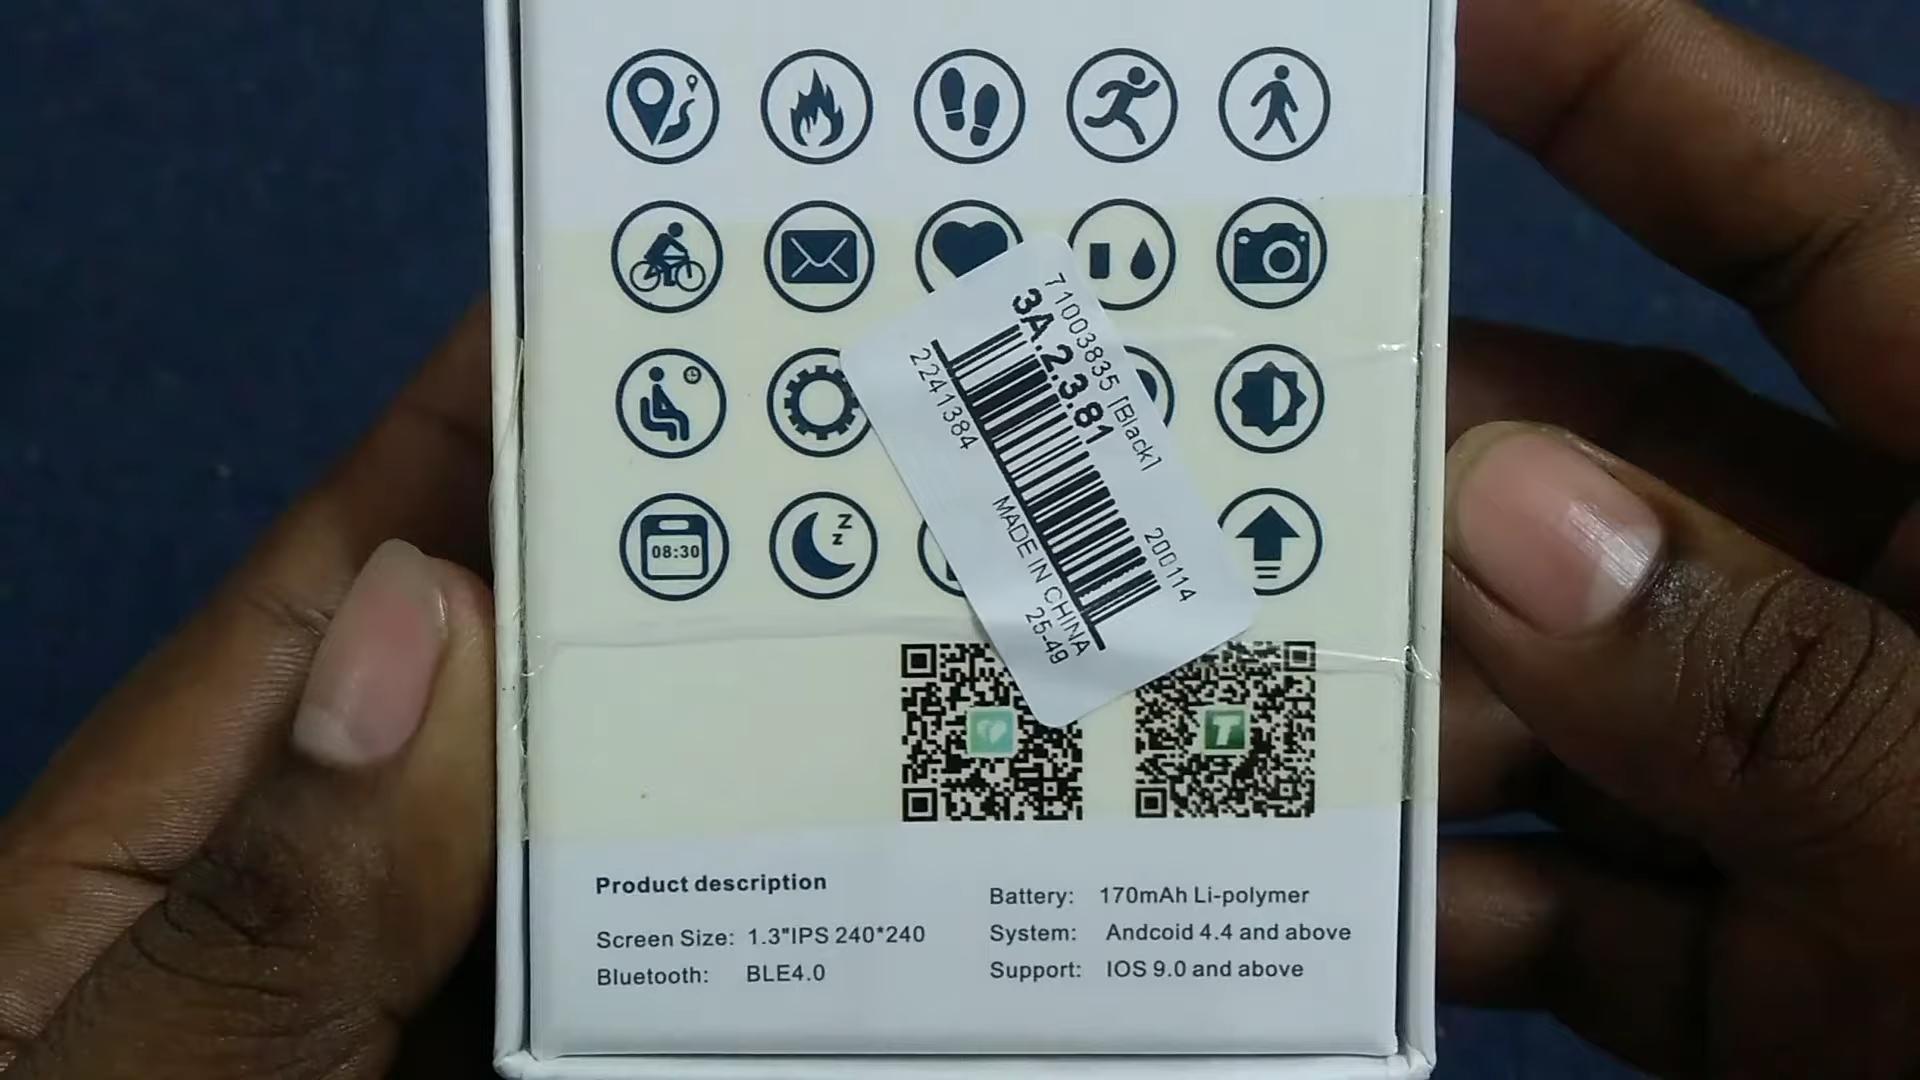 71003835 [Black]
3A.2.3.81
2241384
200114
MADE IN CHINA
25-49
08:30
Z
z
T
Product description
Screen Size: 1.3"IPS 240*240
Bluetooth: BLE4.0
Battery: 170mAh Li-polymer
System: Andcoid 4.4 and above
Support: IOS 9.0 and above